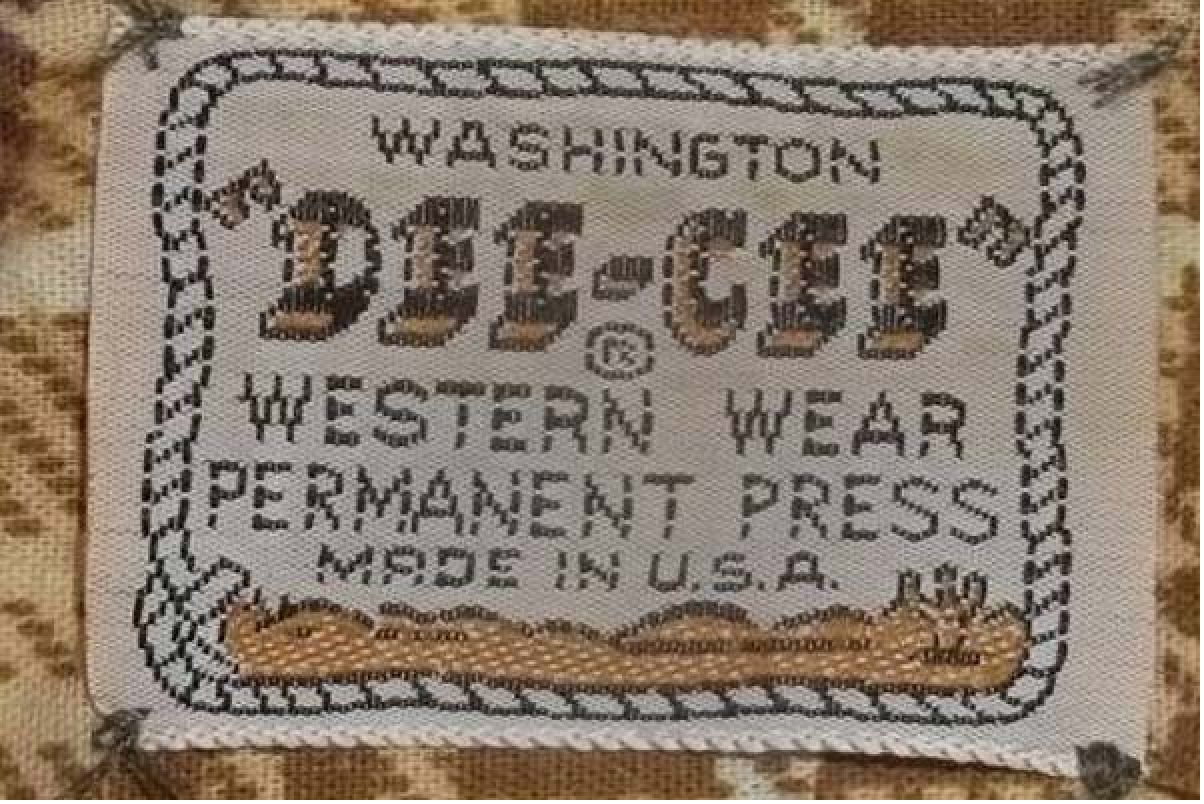 WASHINGTON
"DEE-CEE"
®
WESTERN WEAR
PERMANENT PRESS
MADE IN U.S.A.